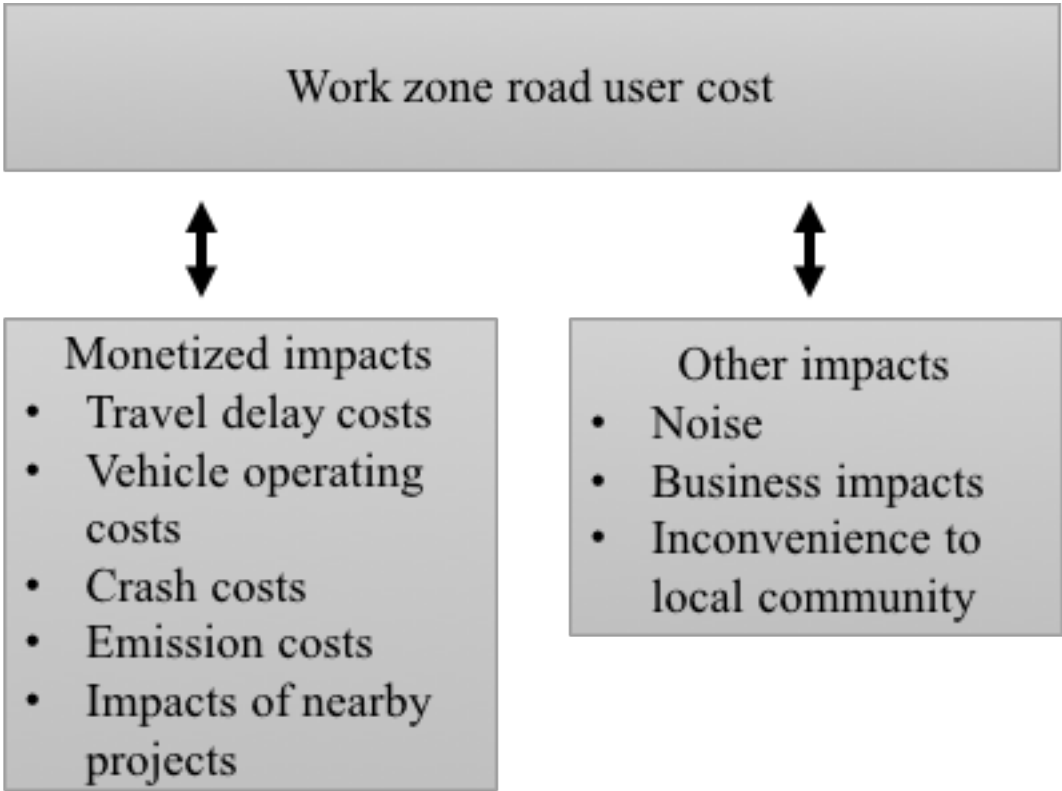 Work zone road user cost
Monetized impacts
• Travel delay costs
• Vehicle operating
costs
• Crash costs
• Emission costs
• Impacts of nearby
projects
Other impacts
• Noise
• Business impacts
• Inconvenience to
local community